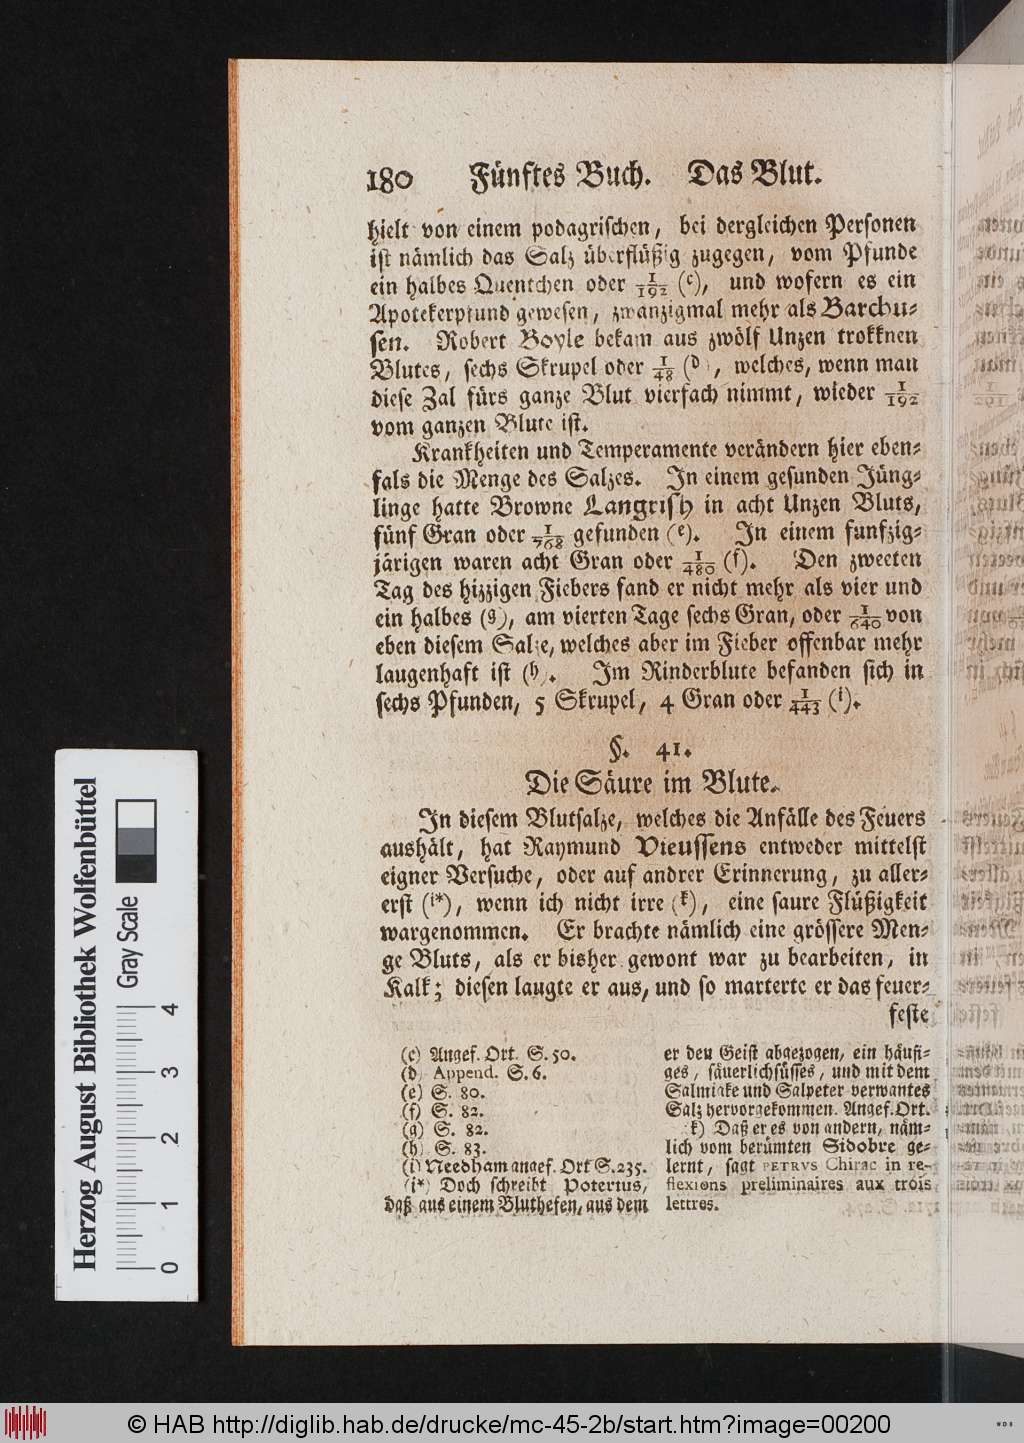 180 Fünftes Buch. Das Blut.
hielt von einem podagrischen, bei dergleichen Personen
ist nämlich das Salz überflüßig zugegen, vom Pfunde
ein halbes Quentchen oder 1/192 (c), und wofern es ein
Apotekerpfund gewesen, zwanzigmal mehr als Barchu-
sen. Robert Boyle bekam aus zwölf Unzen trokknen
Blutes, sechs Skrupel oder 1/48 (d), welches, wenn man
diese Zal fürs ganze Blut vierfach nimmt, wieder 1/192
vom ganzen Blute ist.
Krankheiten und Temperamente verändern hier eben-
fals die Menge des Salzes. In einem gesunden Jüng-
linge hatte Browne Langrish in acht Unzen Bluts,
fünf Gran oder 1/768 gefunden (e). In einem funfzig-
järigen waren acht Gran oder 1/480 (f). Den zweeten
Tag des hizzigen Fiebers fand er nicht mehr als vier und
ein halbes (g), am vierten Tage sechs Gran, oder 1/640 von
eben diesem Salze, welches aber im Fieber offenbar mehr
laugenhaft ist (h). Im Rinderblute befanden sich in
sechs Pfunden, 5 Skrupel, 4 Gran oder 1/443 (i).
§. 41.
Die Säure im Blute.
In diesem Blutsalze, welches die Anfälle des Feuers
aushält, hat Raymund Vieussens entweder mittelst
eigner Versuche, oder auf andrer Erinnerung, zu aller-
erst (i*), wenn ich nicht irre (k), eine saure Flüßigkeit
wargenommen. Er brachte nämlich eine grössere Men-
ge Bluts, als er bisher gewont war zu bearbeiten, in
Kalk; diesen laugte er aus, und so marterte er das feuer-
feste
(c) Angef. Ort. S. 50.
(d) Append. S. 6.
(e) S. 80.
(f) S. 82.
(g) S. 82.
(h) S. 83.
(i) Needham angef. Ort S. 235.
(i*) Doch schreibt Poterius,
daß aus einem Bluthefen, aus dem
er den Geist abgezogen, ein häufi-
ges, säuerlichsüsses, und mit dem
Salmiake und Salpeter verwantes
Salz hervorgekommen. Angef. Ort.
k) Daß er es von andern, näm-
lich vom berümten Sidobre ge-
lernt, sagt PETRVS Chirac in re-
flexions preliminaires aux trois
lettres.
Herzog August Bibliothek Wolfenbüttel
Gray Scale
0 1 2 3 4
© HAB http://diglib.hab.de/drucke/mc-45-2b/start.htm?image=00200